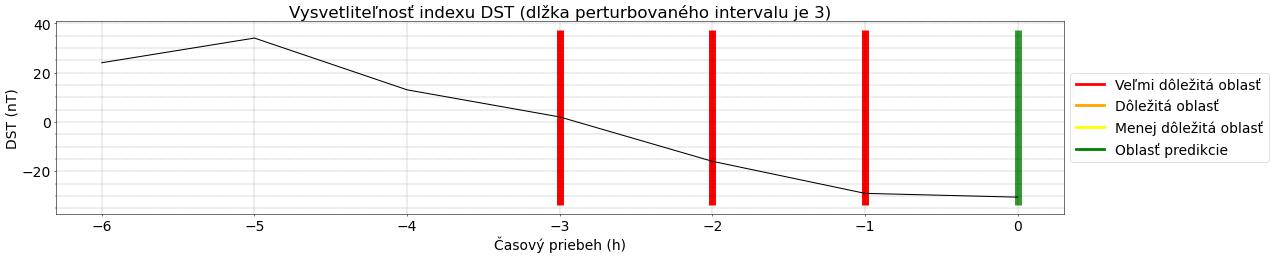 Vysvetliteľnosť indexu DST (dĺžka perturbovaného intervalu je 3)
DST (nT)
40
20
0
−20
−6
−5
−4
−3
−2
−1
0
Časový priebeh (h)
Veľmi dôležitá oblasť
Dôležitá oblasť
Menej dôležitá oblasť
Oblasť predikcie